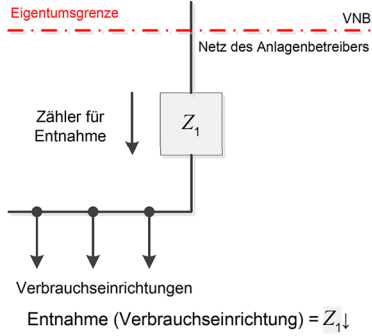 Eigentumsgrenze
VNB
Netz des Anlagenbetreibers
Zähler für
Entnahme
Z₁
Verbrauchseinrichtungen
Entnahme (Verbrauchseinrichtung) = Z₁↓